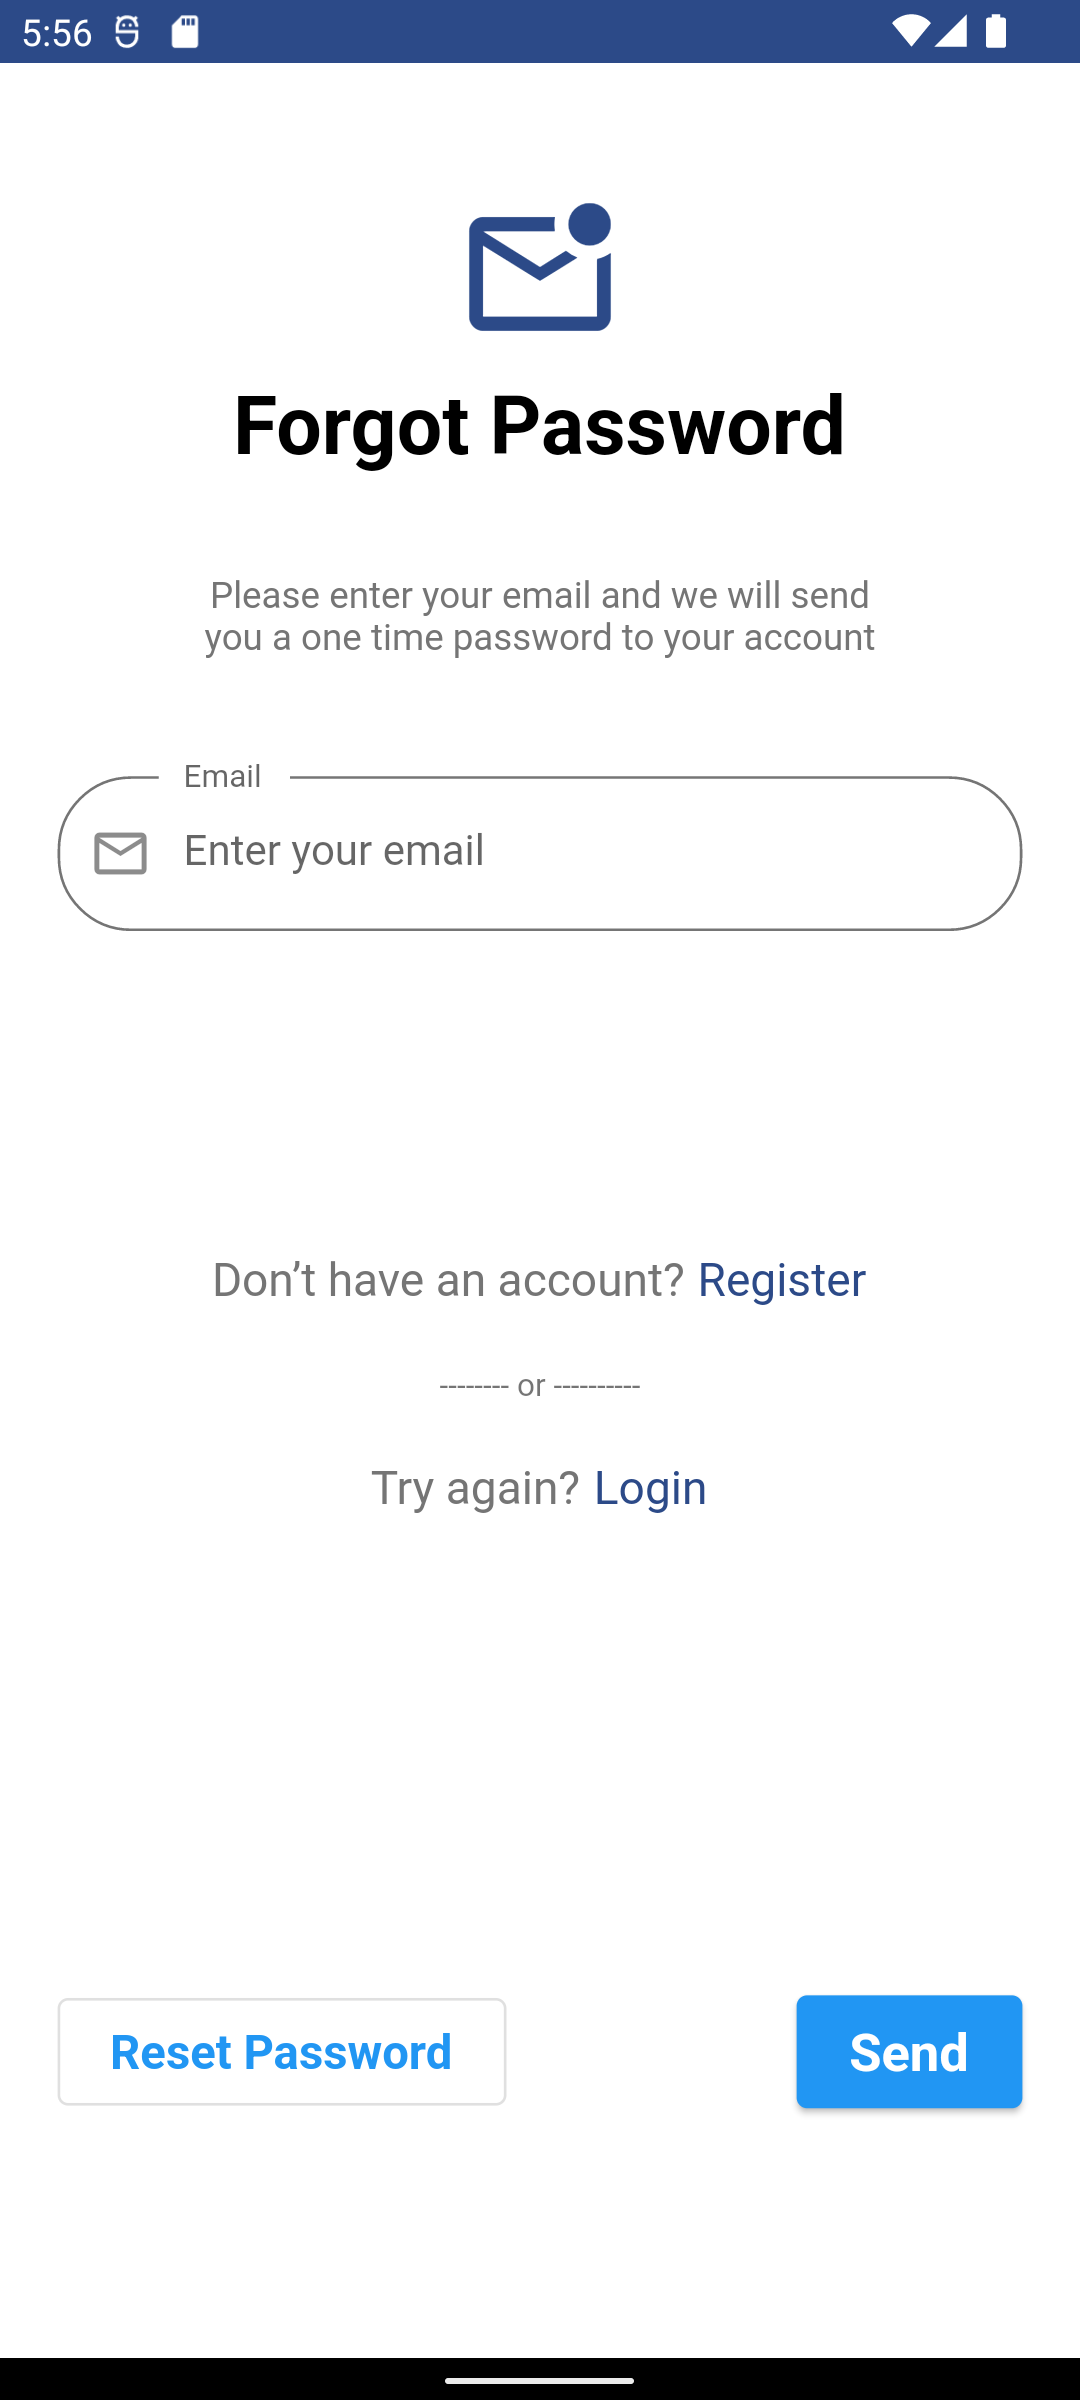 5:56
Forgot Password
Please enter your email and we will send
you a one time password to your account
Email
Enter your email
Don’t have an account? Register
-------- or ----------
Try again? Login
Reset Password
Send